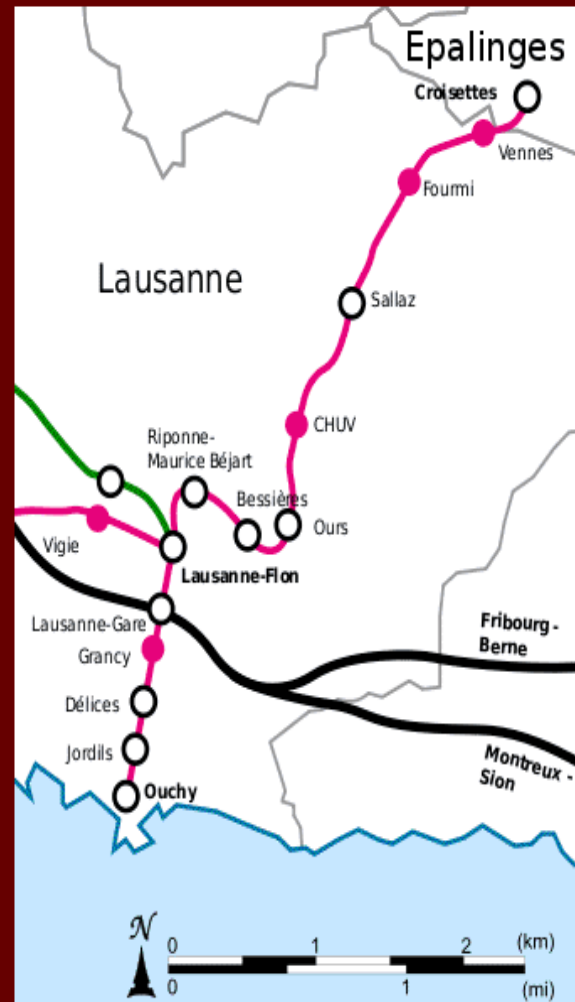 Epalinges
Croisettes
Vennes
Fourmi
Lausanne
Sallaz
CHUV
Riponne-
Maurice Béjart
Bessières
Ours
Vigie
Lausanne-Flon
Lausanne-Gare
Fribourg -
Berne
Grancy
Délices
Jordils
Montreux -
Sion
Ouchy
N
0 1 2 (km)
0 1 (mi)